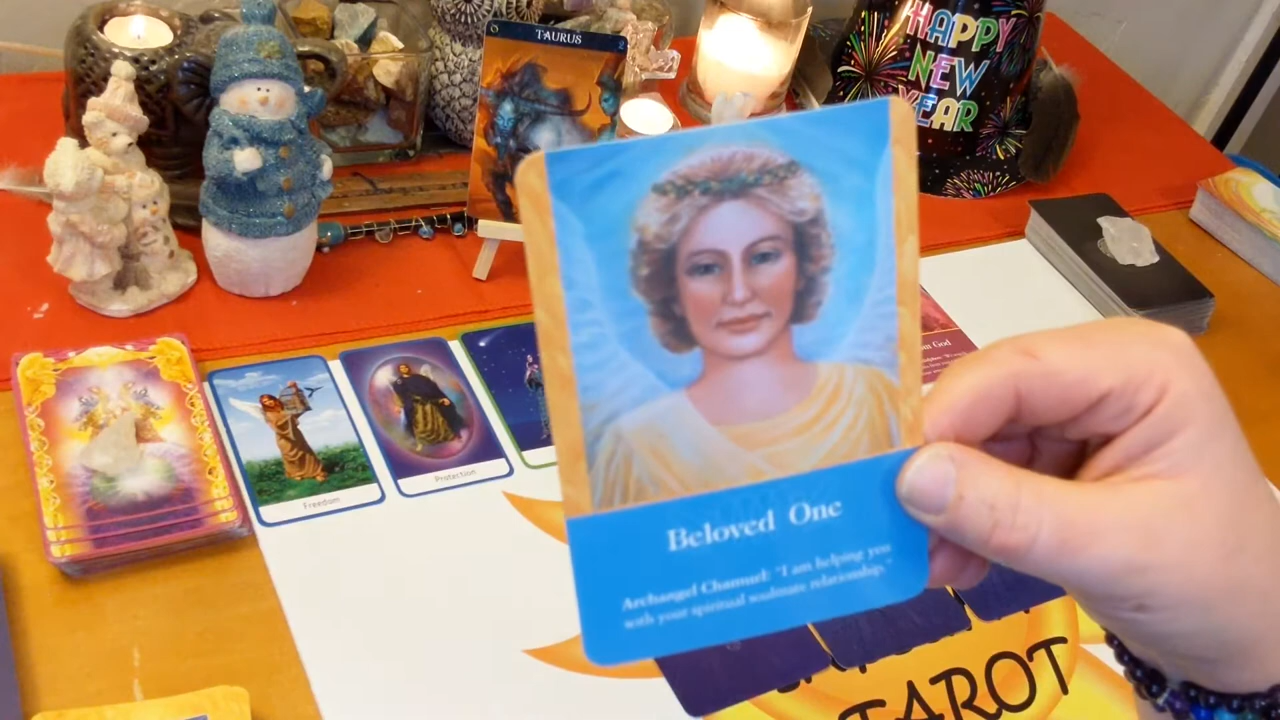 TAURUS
HAPPY
NEW
YEAR
Freedom
Protection
Beloved One
Archangel Chamuel: "I am helping you
with your spiritual soulmate relationship."
TAROT